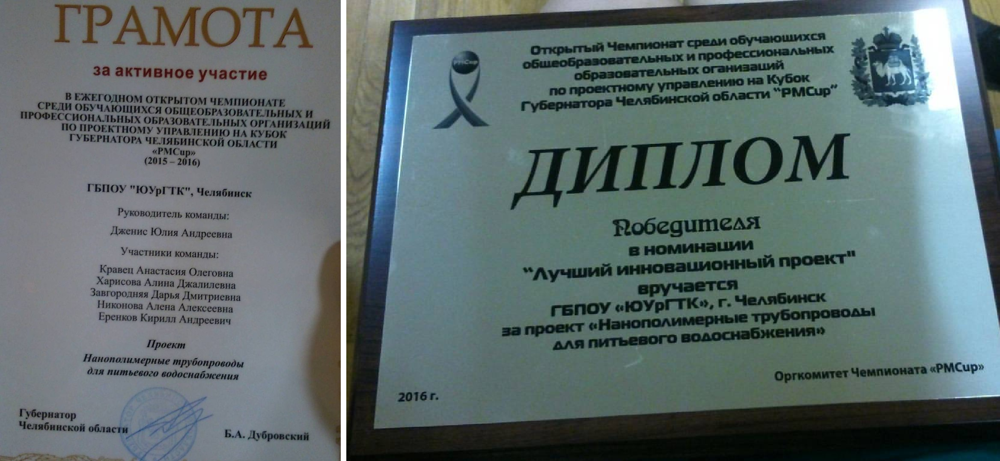 ГРАМОТА
за активное участие
В ЕЖЕГОДНОМ ОТКРЫТОМ ЧЕМПИОНАТЕ
СРЕДИ ОБУЧАЮЩИХСЯ ОБЩЕОБРАЗОВАТЕЛЬНЫХ И
ПРОФЕССИОНАЛЬНЫХ ОБРАЗОВАТЕЛЬНЫХ ОРГАНИЗАЦИЙ
ПО ПРОЕКТНОМУ УПРАВЛЕНИЮ НА КУБОК
ГУБЕРНАТОРА ЧЕЛЯБИНСКОЙ ОБЛАСТИ
«PMCup»
(2015 – 2016)
ГБПОУ "ЮУрГТК", Челябинск
Руководитель команды:
Дженис Юлия Андреевна
Участники команды:
Кравец Анастасия Олеговна
Харисова Алина Джалилевна
Завгородняя Дарья Дмитриевна
Никонова Алена Алексеевна
Еренков Кирилл Андреевич
Проект
Нанополимерные трубопроводы
для питьевого водоснабжения
Губернатор
Челябинской области
Б.А. Дубровский
PMCup
Открытый Чемпионат среди обучающихся
общеобразовательных и профессиональных
образовательных оганизаций
по проектному управлению на Кубок
Губернатора Челябинской области "PMCup"
ДИПЛОМ
Победителя
в номинации
"Лучший инновационный проект"
вручается
ГБПОУ «ЮУрГТК», г. Челябинск
за проект «Нанополимерные трубопроводы
для питьевого водоснабжения»
Оргкомитет Чемпионата «PMCup»
2016 г.